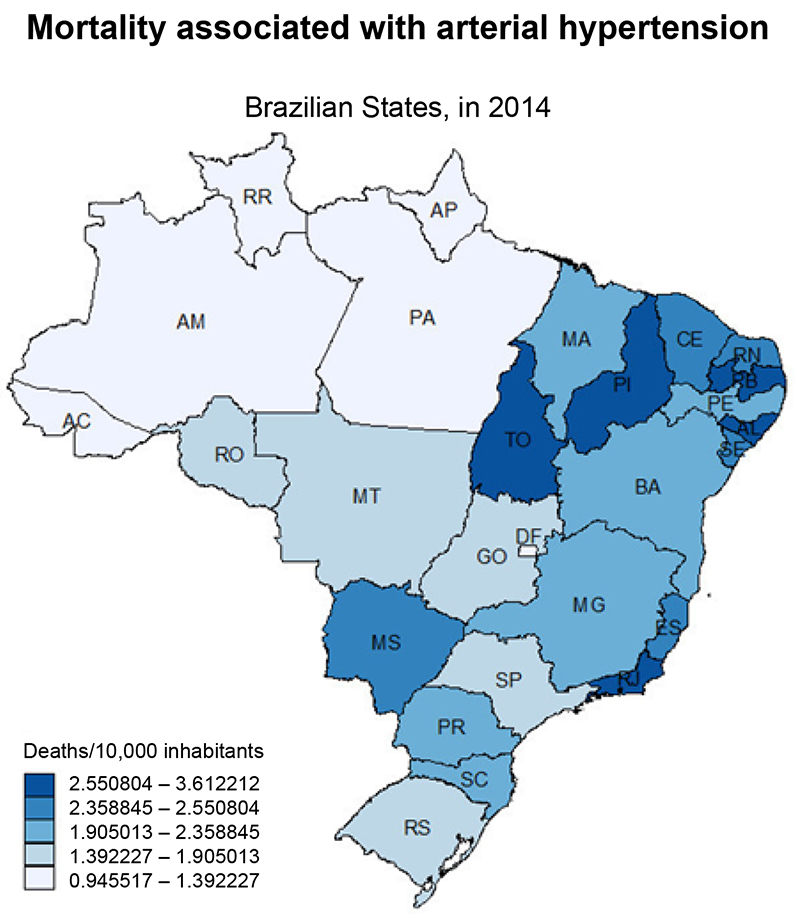 Mortality associated with arterial hypertension
Brazilian States, in 2014
RR
AP
AM
PA
MA
CE
RN
PI
RB
PE
AC
AL
TO
SE
RO
BA
MT
DF
GO
MG
ES
MS
SP
RJ
PR
SC
RS
Deaths/10,000 inhabitants
2.550804 – 3.612212
2.358845 – 2.550804
1.905013 – 2.358845
1.392227 – 1.905013
0.945517 – 1.392227